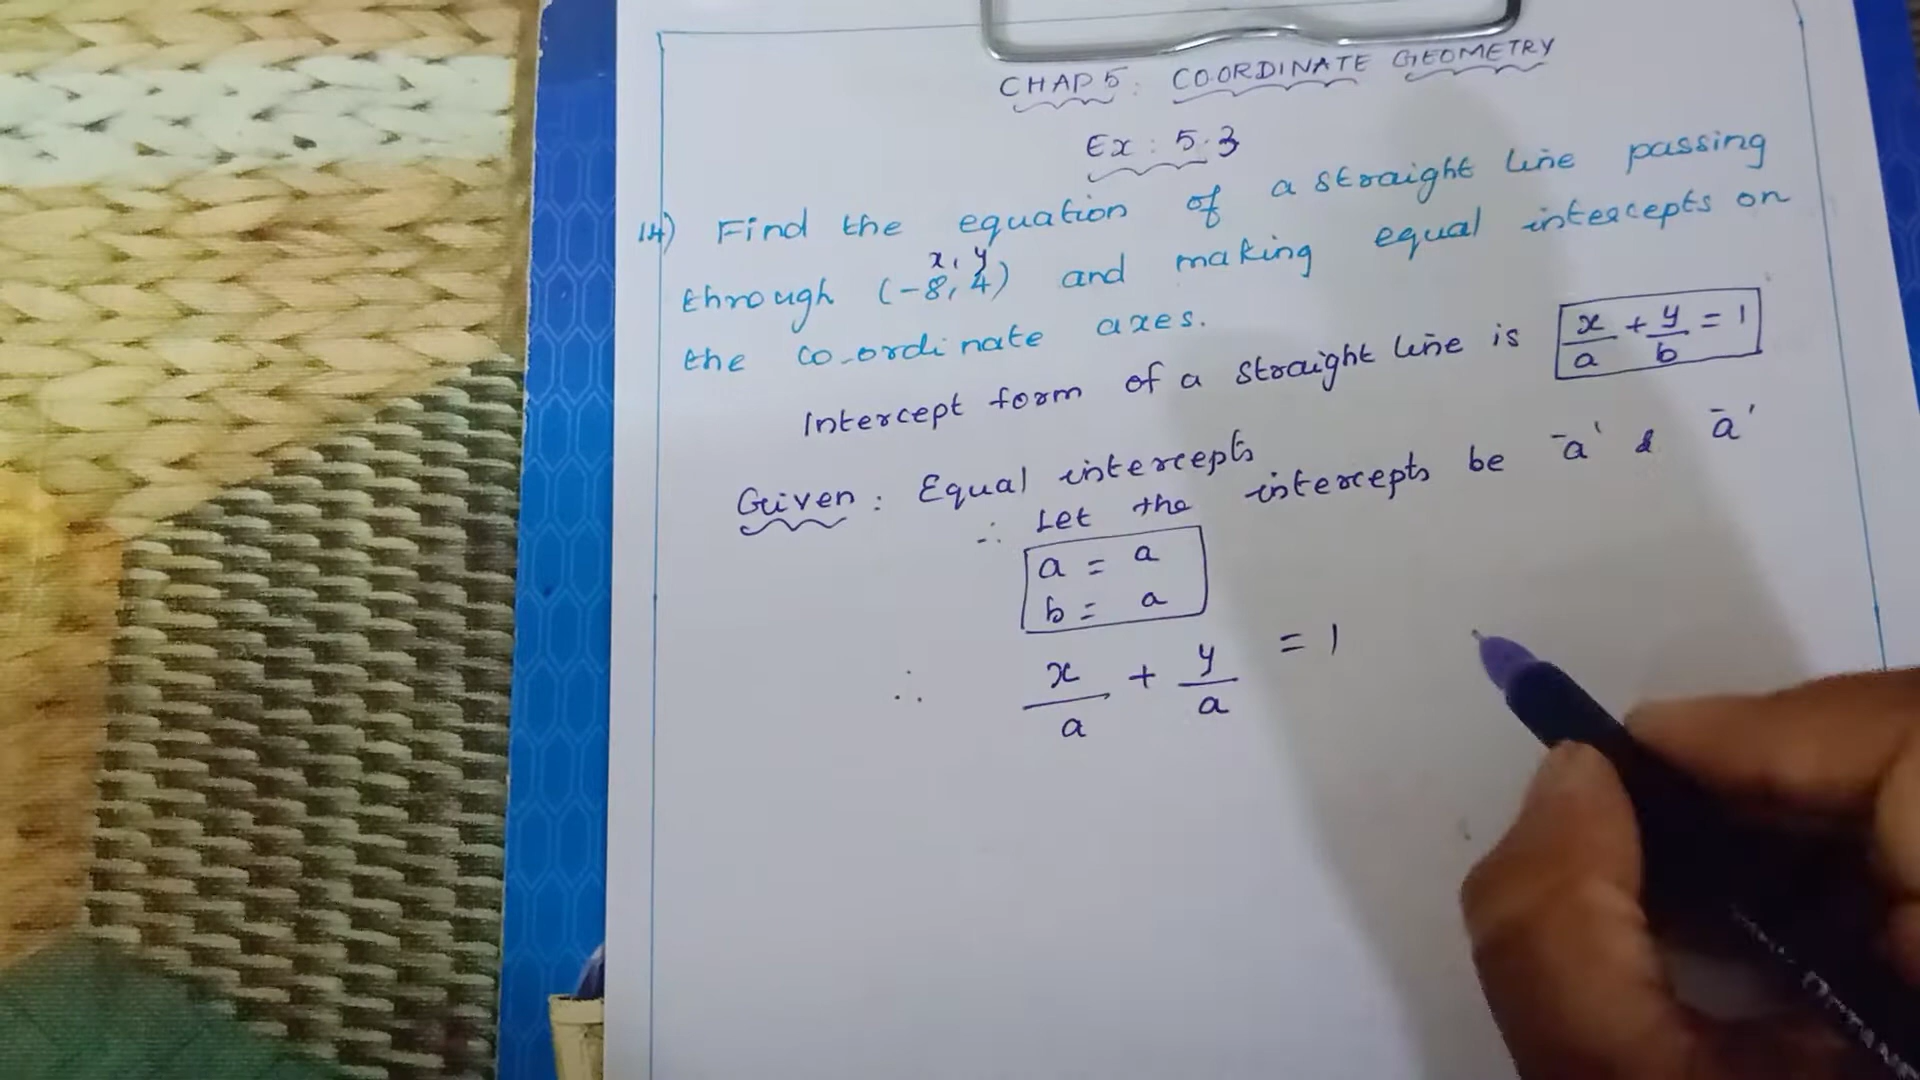 CHAP 5: CO.ORDINATE GEOMETRY
Ex: 5.3
14) Find the equation of a straight line passing
x, y
through (-8, 4) and making equal intercepts on
the co-ordinate axes.
Intercept form of a straight line is x/a + y/b = 1
Given: Equal intercepts
∴ Let the intercepts be 'a' & 'a'
a = a
b = a
∴ x/a + y/a = 1